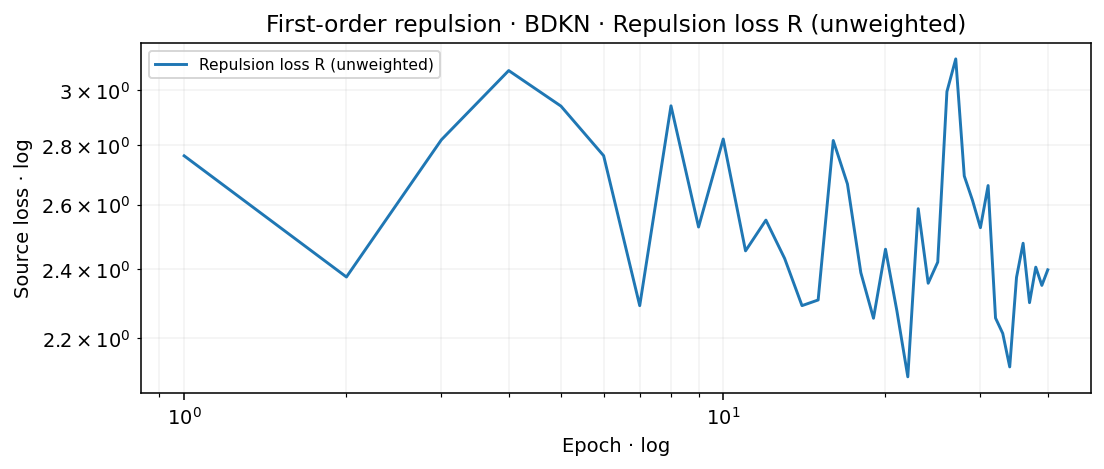 First-order repulsion · BDKN · Repulsion loss R (unweighted)
Repulsion loss R (unweighted)
Source loss · log
3 × 10⁰
2.8 × 10⁰
2.6 × 10⁰
2.4 × 10⁰
2.2 × 10⁰
10⁰ 10¹
Epoch · log